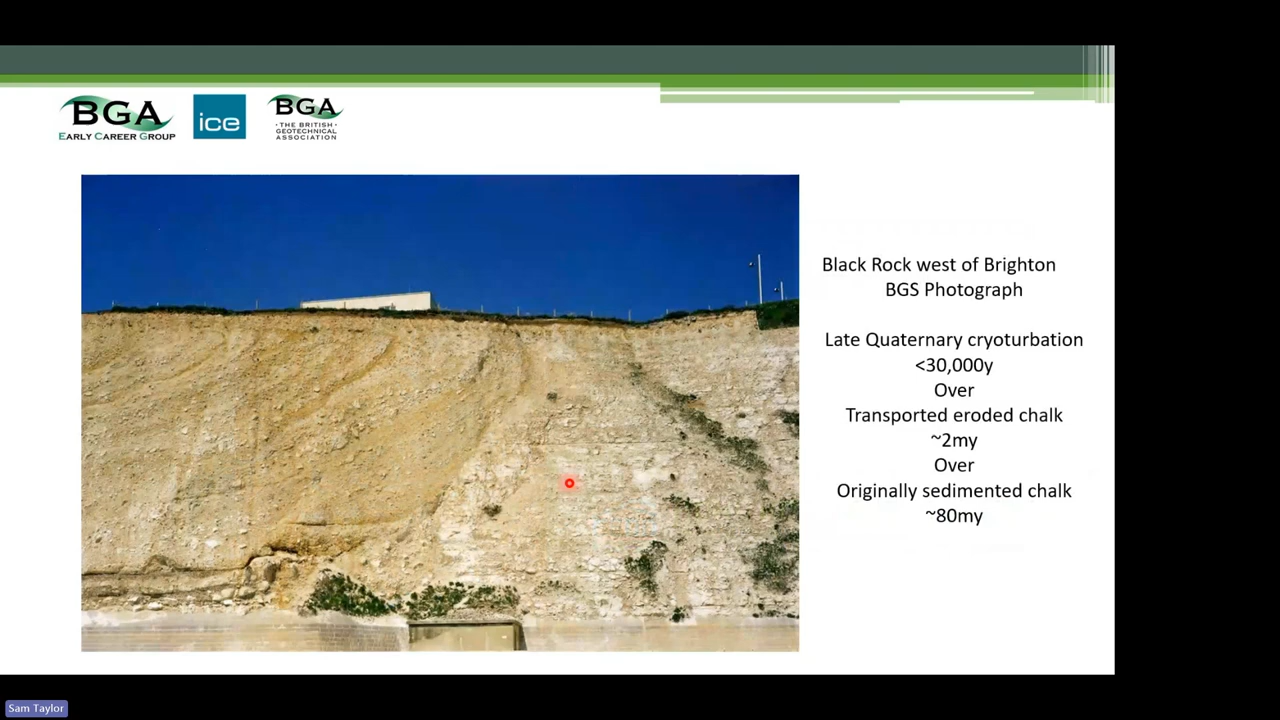 BGA
EARLY CAREER GROUP
ice
BGA
· THE BRITISH ·
GEOTECHNICAL
ASSOCIATION
Black Rock west of Brighton
BGS Photograph
Late Quaternary cryoturbation
<30,000y
Over
Transported eroded chalk
~2my
Over
Originally sedimented chalk
~80my
Sam Taylor